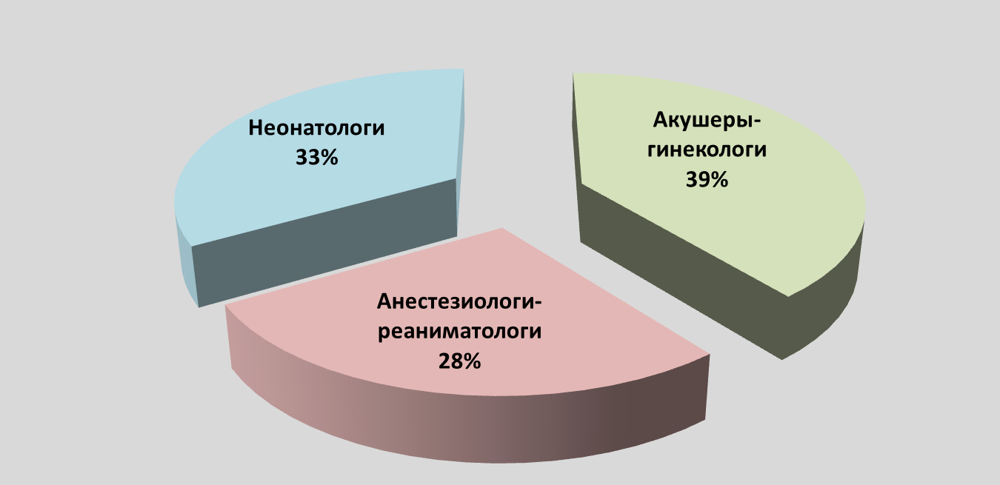 Неонатологи
33%
Акушеры-
гинекологи
39%
Анестезиологи-
реаниматологи
28%